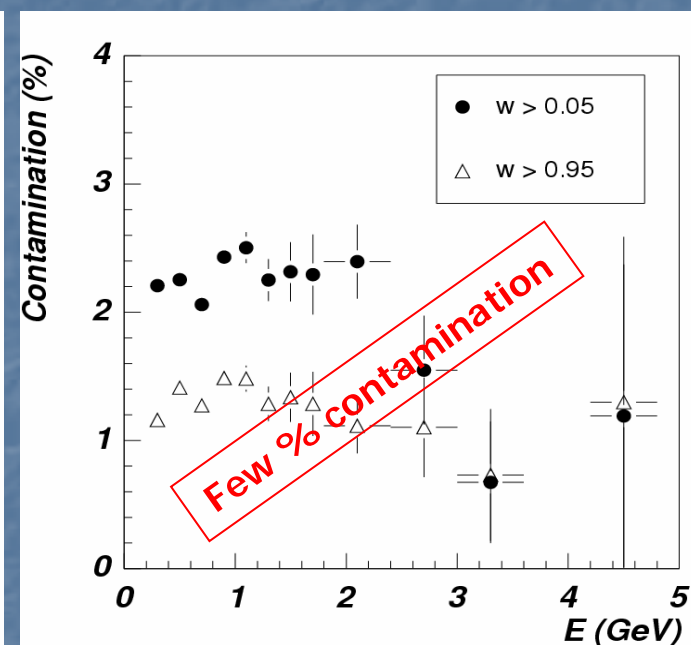 Contamination (%)
4
3
2
1
0
w > 0.05
w > 0.95
Few % contamination
0 1 2 3 4 5
E (GeV)